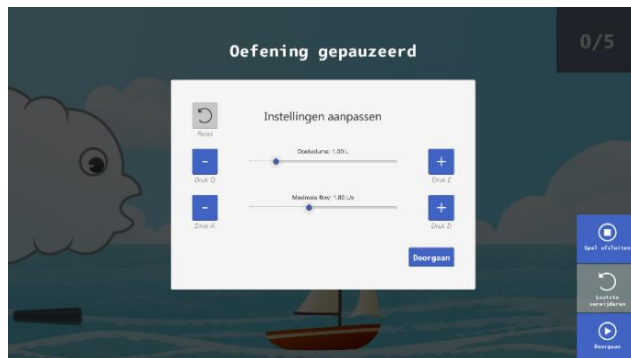 Oefening gepauzeerd
0/5
Instellingen aanpassen
Reset
Doelvolume: 1.00 L
-
+
Druk Q
Druk E
Maximum flow: 1.80 L/s
-
+
Druk A
Druk D
Doorgaan
Spel afsluiten
Laatste
verwijderen
Doorgaan